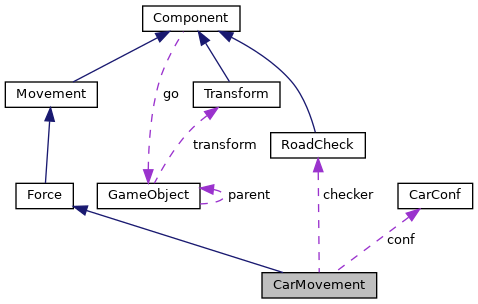 Component
go
Movement
Transform
transform
RoadCheck
Force
GameObject
parent
checker
CarConf
conf
CarMovement